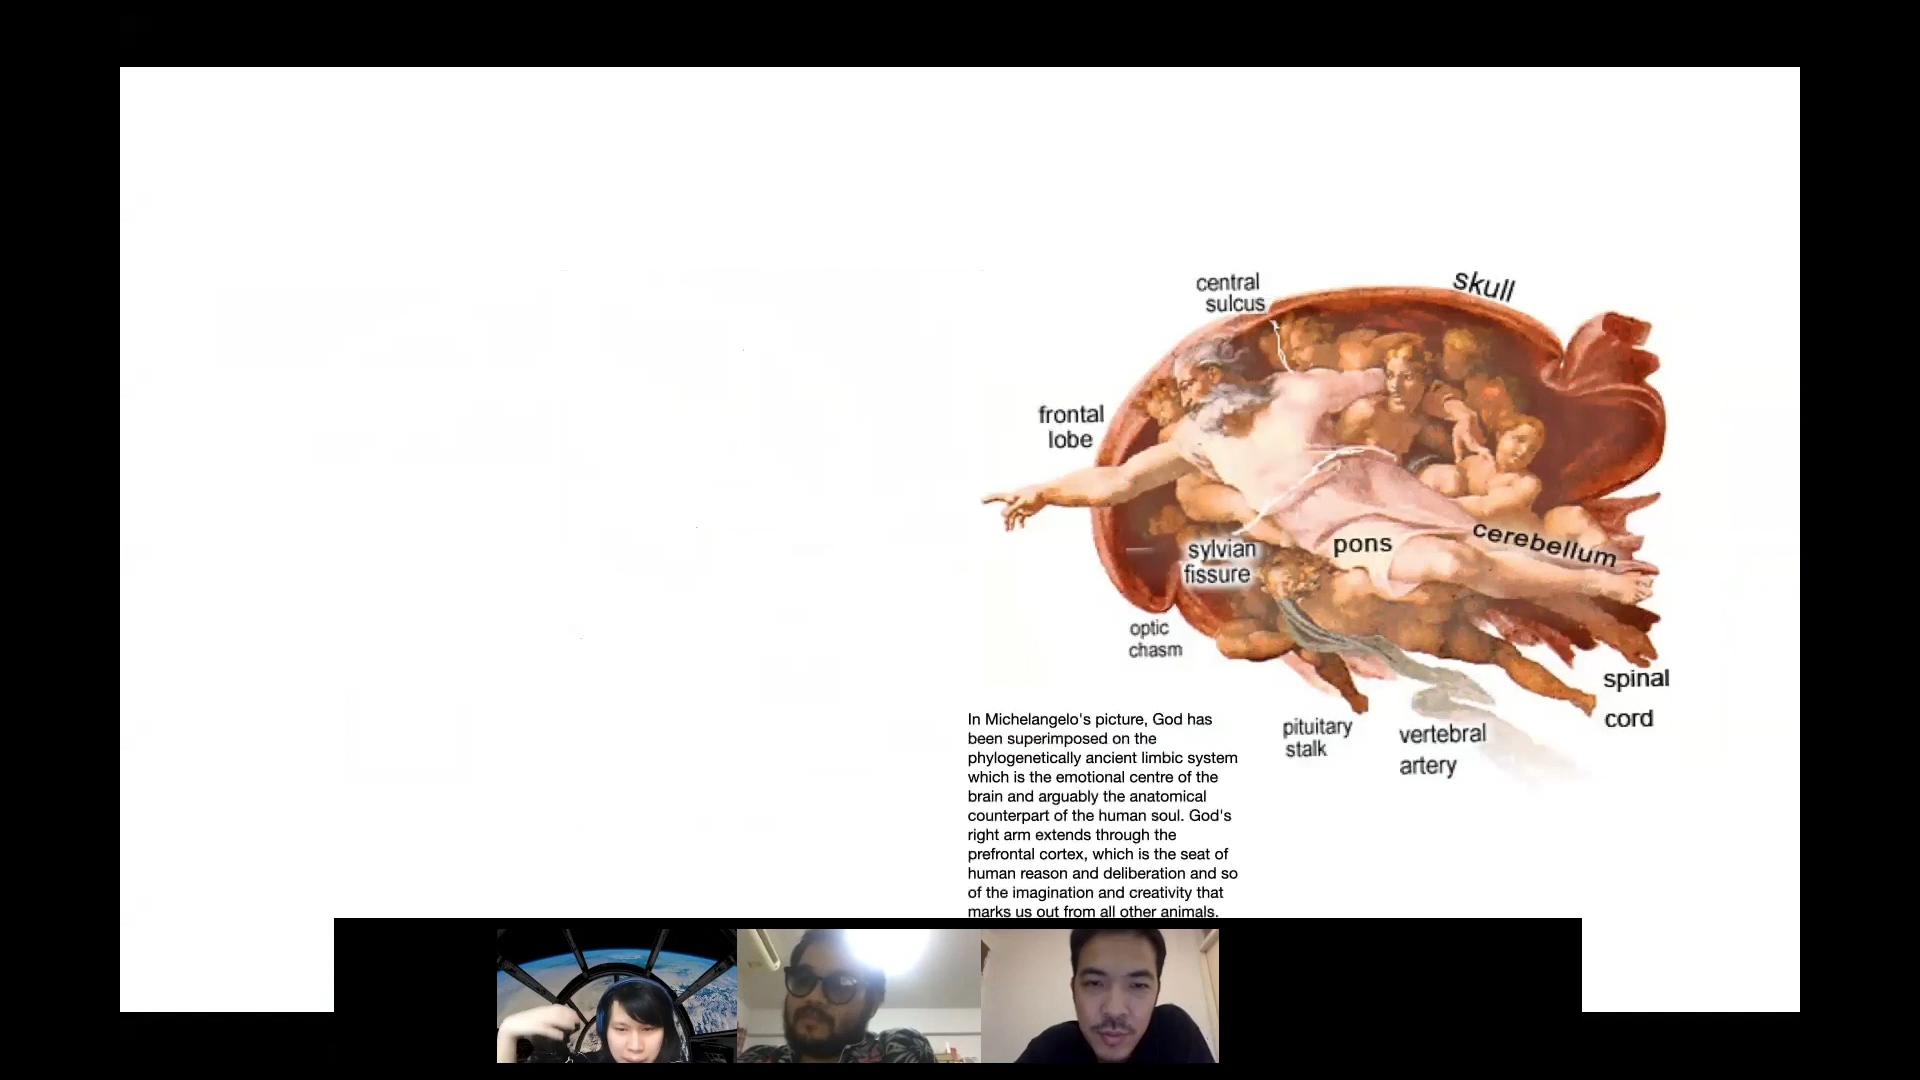 central
sulcus
skull
frontal
lobe
sylvian
fissure
pons
cerebellum
optic
chasm
spinal
cord
pituitary
stalk
vertebral
artery
In Michelangelo's picture, God has
been superimposed on the
phylogenetically ancient limbic system
which is the emotional centre of the
brain and arguably the anatomical
counterpart of the human soul. God's
right arm extends through the
prefrontal cortex, which is the seat of
human reason and deliberation and so
of the imagination and creativity that
marks us out from all other animals.